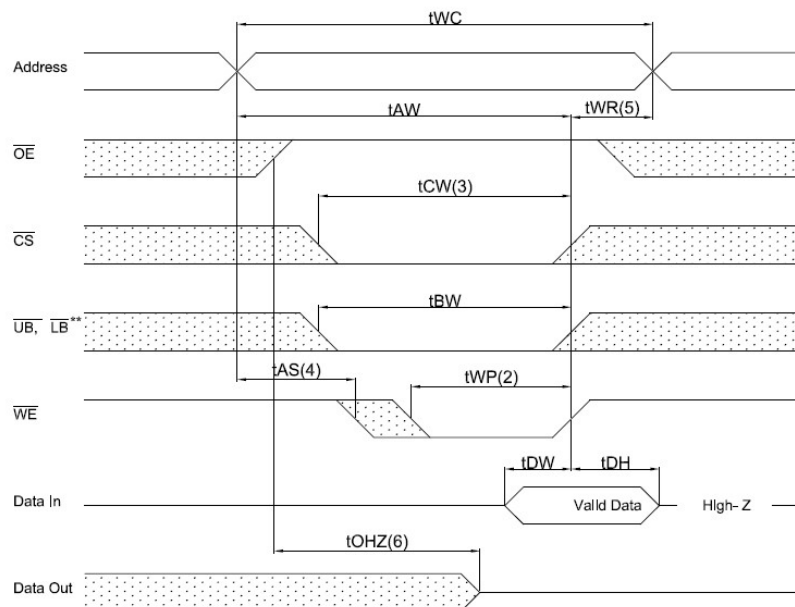 tWC
Address
tAW
tWR(5)
OE
tCW(3)
CS
tBW
UB, LB**
tAS(4)
tWP(2)
WE
tDW
tDH
Data In
Valid Data
High-Z
tOHZ(6)
Data Out